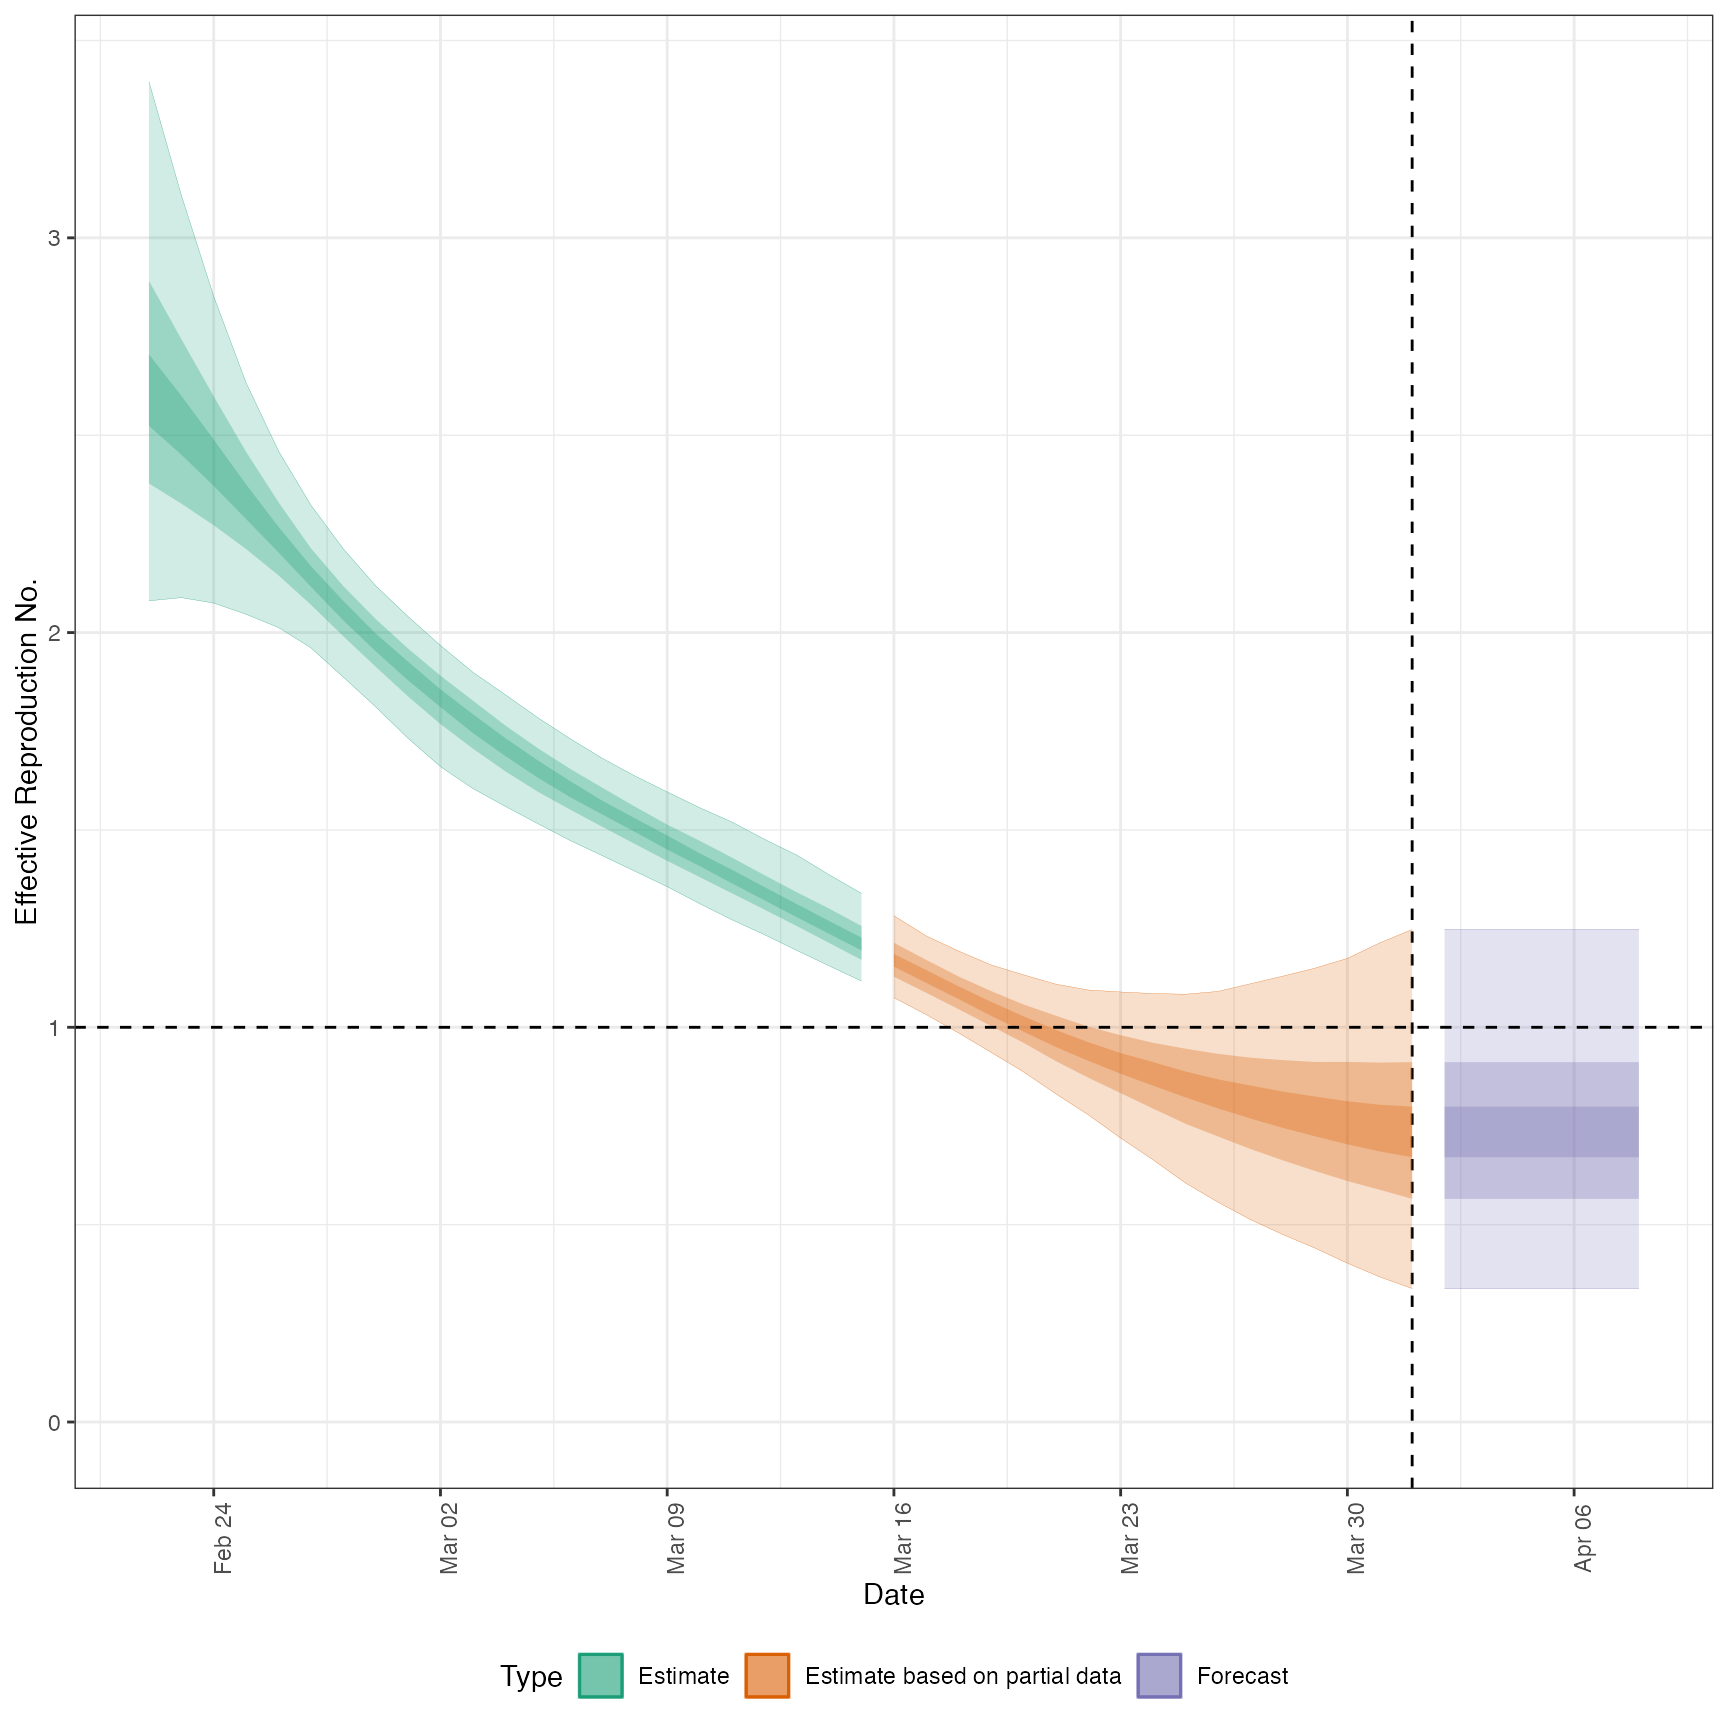 Effective Reproduction No.
3
2
1
0
Feb 24
Mar 02
Mar 09
Mar 16
Mar 23
Mar 30
Apr 06
Date
Type Estimate Estimate based on partial data Forecast